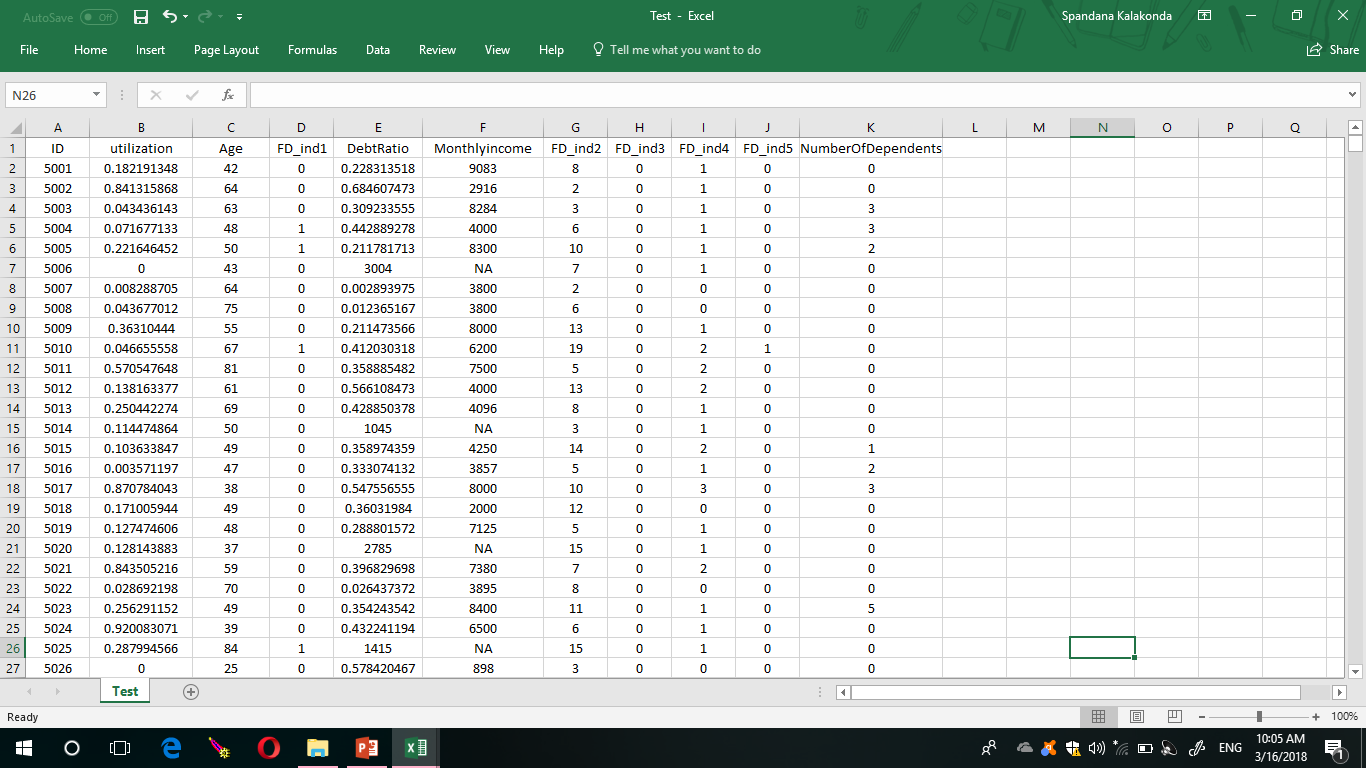 AutoSave Off Test - Excel Spandana Kalakonda
File Home Insert Page Layout Formulas Data Review View Help Tell me what you want to do Share
N26 fx
A B C D E F G H I J K L M N O P Q
1 ID utilization Age FD_ind1 DebtRatio Monthlyincome FD_ind2 FD_ind3 FD_ind4 FD_ind5 NumberOfDependents
2 5001 0.182191348 42 0 0.228313518 9083 8 0 1 0 0
3 5002 0.841315868 64 0 0.684607473 2916 2 0 1 0 0
4 5003 0.043436143 63 0 0.309233555 8284 3 0 1 0 3
5 5004 0.071677133 48 1 0.442889278 4000 6 0 1 0 3
6 5005 0.221646452 50 1 0.211781713 8300 10 0 1 0 2
7 5006 0 43 0 3004 NA 7 0 1 0 0
8 5007 0.008288705 64 0 0.002893975 3800 2 0 0 0 0
9 5008 0.043677012 75 0 0.012365167 3800 6 0 0 0 0
10 5009 0.36310444 55 0 0.211473566 8000 13 0 1 0 0
11 5010 0.046655558 67 1 0.412030318 6200 19 0 2 1 0
12 5011 0.570547648 81 0 0.358885482 7500 5 0 2 0 0
13 5012 0.138163377 61 0 0.566108473 4000 13 0 2 0 0
14 5013 0.250442274 69 0 0.428850378 4096 8 0 1 0 0
15 5014 0.114474864 50 0 1045 NA 3 0 1 0 0
16 5015 0.103633847 49 0 0.358974359 4250 14 0 2 0 1
17 5016 0.003571197 47 0 0.333074132 3857 5 0 1 0 2
18 5017 0.870784043 38 0 0.547556555 8000 10 0 3 0 3
19 5018 0.171005944 49 0 0.36031984 2000 12 0 0 0 0
20 5019 0.127474606 48 0 0.288801572 7125 5 0 1 0 0
21 5020 0.128143883 37 0 2785 NA 15 0 1 0 0
22 5021 0.843505216 59 0 0.396829698 7380 7 0 2 0 0
23 5022 0.028692198 70 0 0.026437372 3895 8 0 0 0 0
24 5023 0.256291152 49 0 0.354243542 8400 11 0 1 0 5
25 5024 0.920083071 39 0 0.432241194 6500 6 0 1 0 0
26 5025 0.287994566 84 1 1415 NA 15 0 1 0 0
27 5026 0 25 0 0.578420467 898 3 0 0 0 0
Test
Ready 100%
ENG 10:05 AM
3/16/2018 1